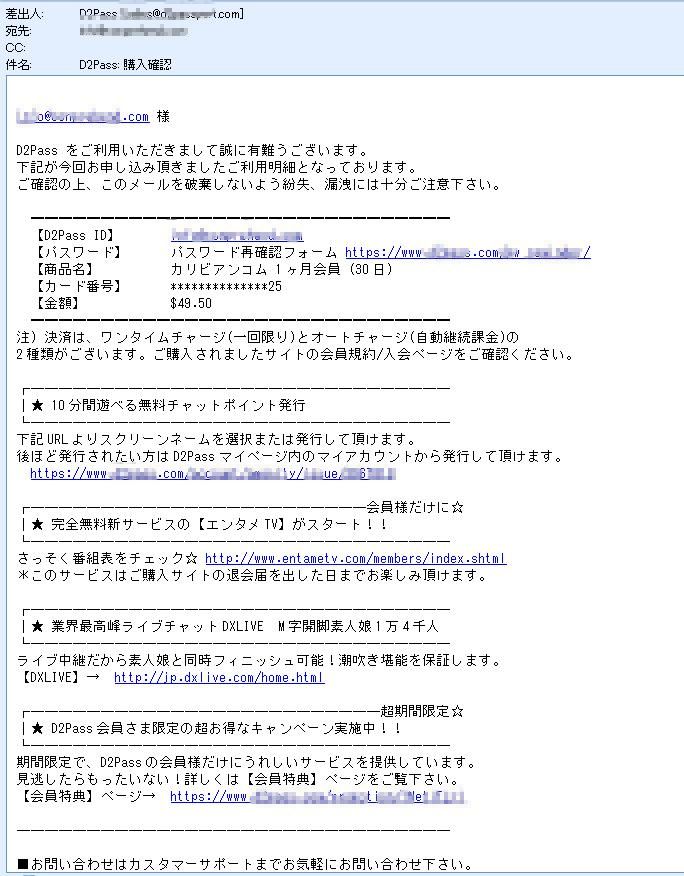 差出人: D2Pass
宛先:
CC:
件名: D2Pass: 購入確認
.com 様
D2Pass をご利用いただきまして誠に有難うございます。
下記が今回お申し込み頂きましたご利用明細となっております。
ご確認の上、このメールを破棄しないよう紛失、漏洩には十分ご注意下さい。
【D2Pass ID】
【パスワード】 パスワード再確認フォーム https://www.
【商品名】 カリビアンコム 1ヶ月会員 (30日)
【カード番号】 **************25
【金額】 $49.50
注) 決済は、ワンタイムチャージ(一回限り)とオートチャージ(自動継続課金)の
2種類がございます。ご購入されましたサイトの会員規約/入会ページをご確認ください。
★ 10分間遊べる無料チャットポイント発行
下記URLよりスクリーンネームを選択または発行して頂けます。
後ほど発行されたい方はD2Passマイページ内のマイアカウントから発行して頂けます。
https://www.
会員様だけに☆
★ 完全無料新サービスの【エンタメTV】がスタート！！
さっそく番組表をチェック☆ http://www.entametv.com/members/index.shtml
＊このサービスはご購入サイトの退会届を出した日までお楽しみ頂けます。
★ 業界最高峰ライブチャットDXLIVE M字開脚素人娘1万4千人
ライブ中継だから素人娘と同時フィニッシュ可能！潮吹き堪能を保証します。
【DXLIVE】→ http://jp.dxlive.com/home.html
超期間限定☆
★ D2Pass会員さま限定の超お得なキャンペーン実施中！！
期間限定で、D2Passの会員様だけにうれしいサービスを提供しています。
見逃したらもったいない！詳しくは【会員特典】ページをご覧下さい。
【会員特典】ページ→ https://www.
■お問い合わせはカスタマーサポートまでお気軽にお問い合わせ下さい。